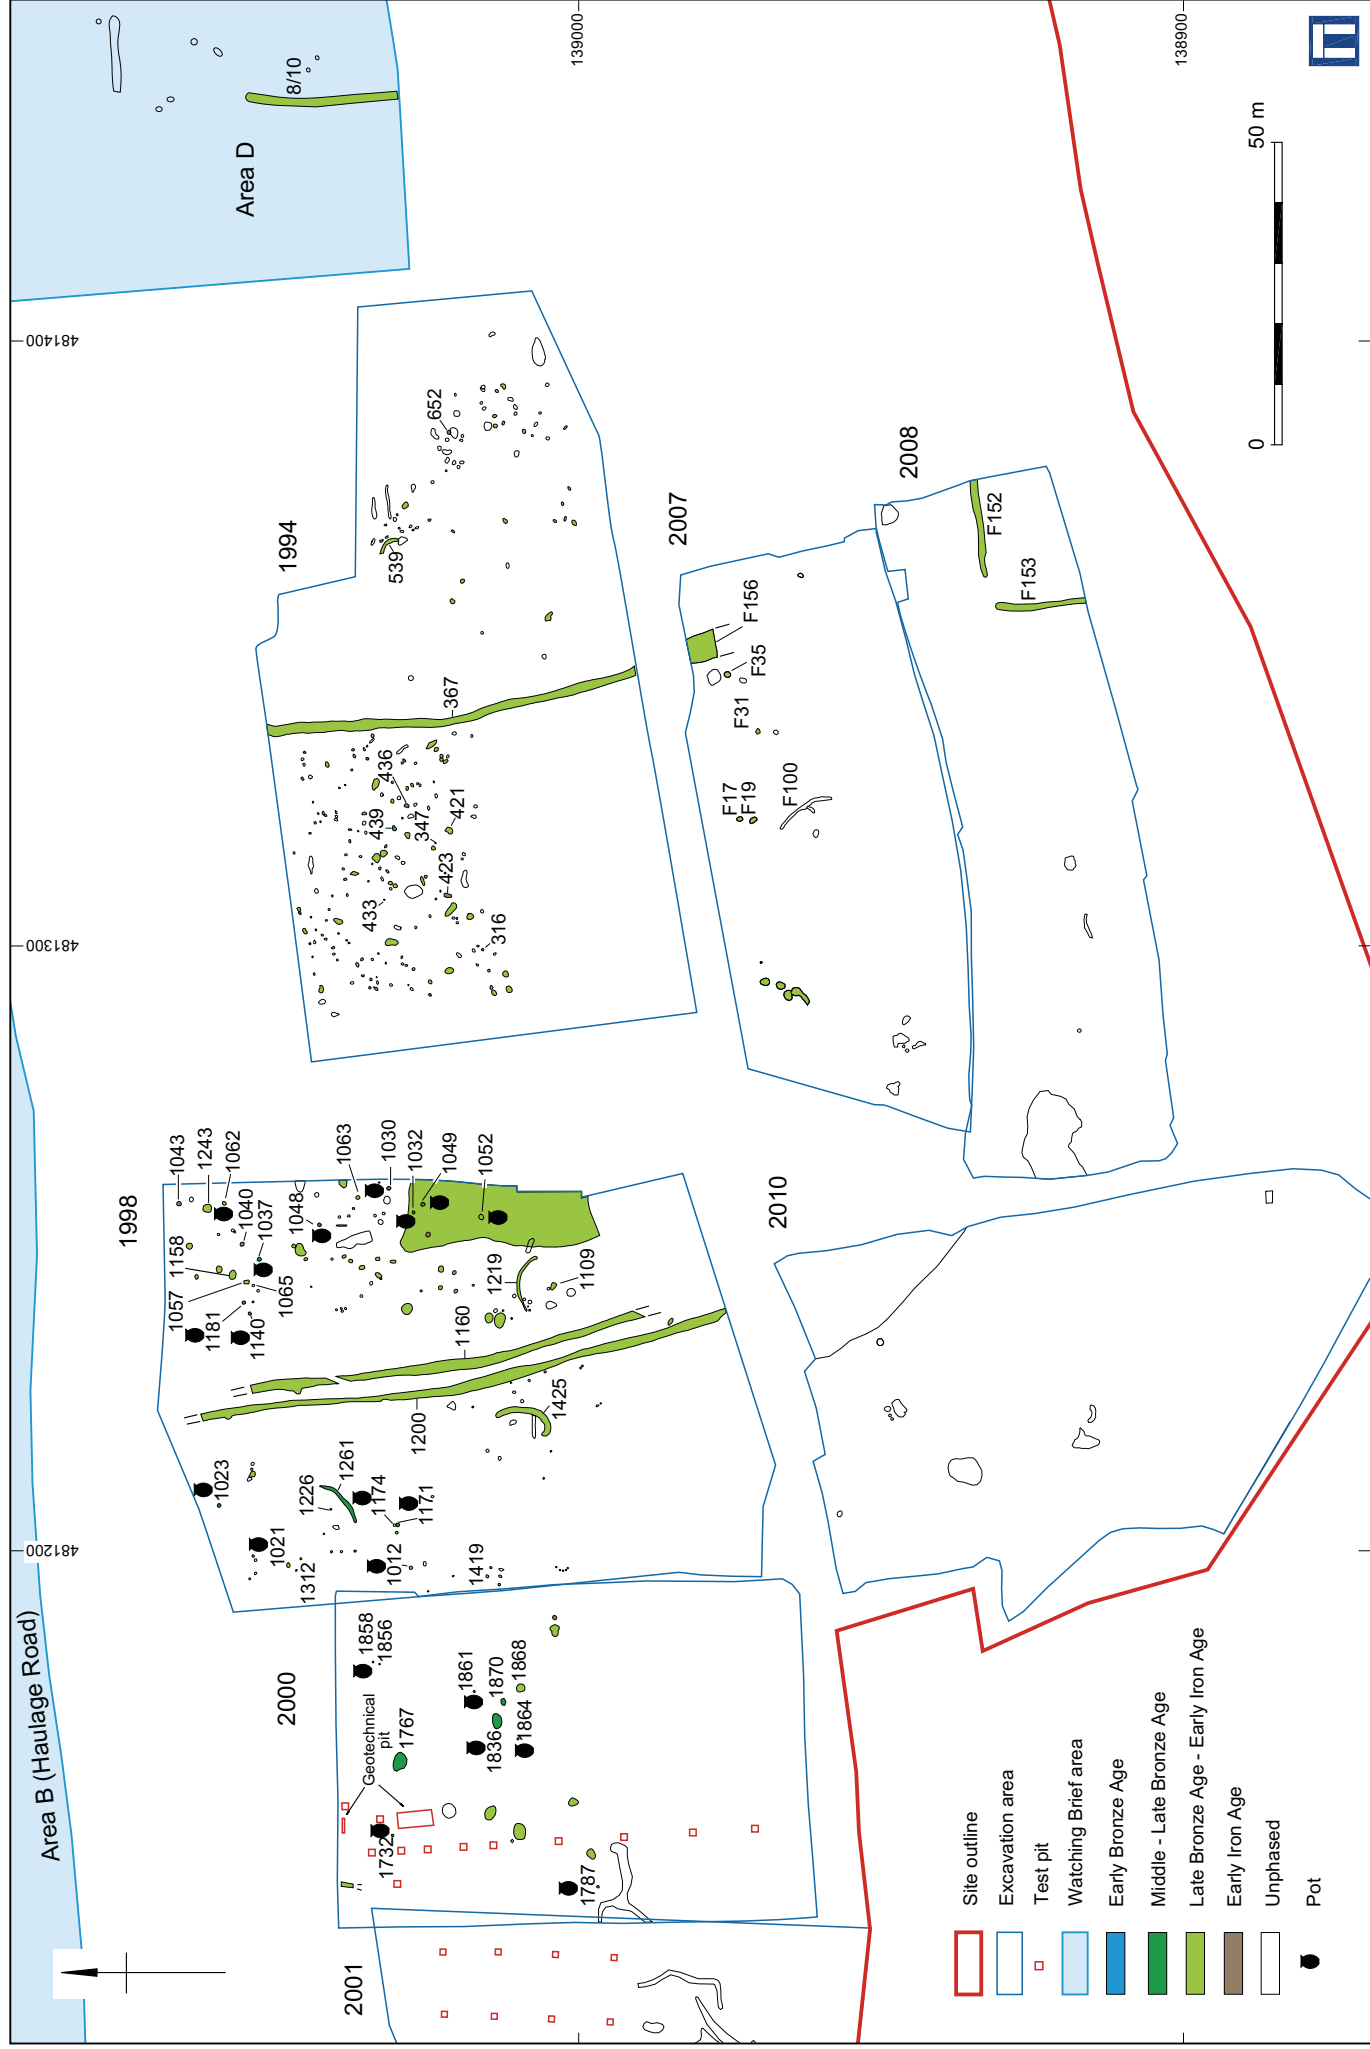 Area B (Haulage Road)
Area D
8/10
139000
138900
481400
481300
481200
50 m
0
1994
652
539
367
436
439
347
421
423
433
316
2007
F156
F35
F31
F17
F19
F100
2008
F152
F153
1998
1043
1243
1062
1040
1037
1048
1063
1030
1032
1049
1052
1158
1057
1181
1065
1140
1219
1109
1160
1200
1425
1023
1021
1226
1261
1174
1171
1012
1312
1419
2010
2000
1858
1856
Geotechnical
pit
1767
1861
1870
1868
1836
1864
1732
1787
2001
Site outline
Excavation area
Test pit
Watching Brief area
Early Bronze Age
Middle - Late Bronze Age
Late Bronze Age - Early Iron Age
Early Iron Age
Unphased
Pot